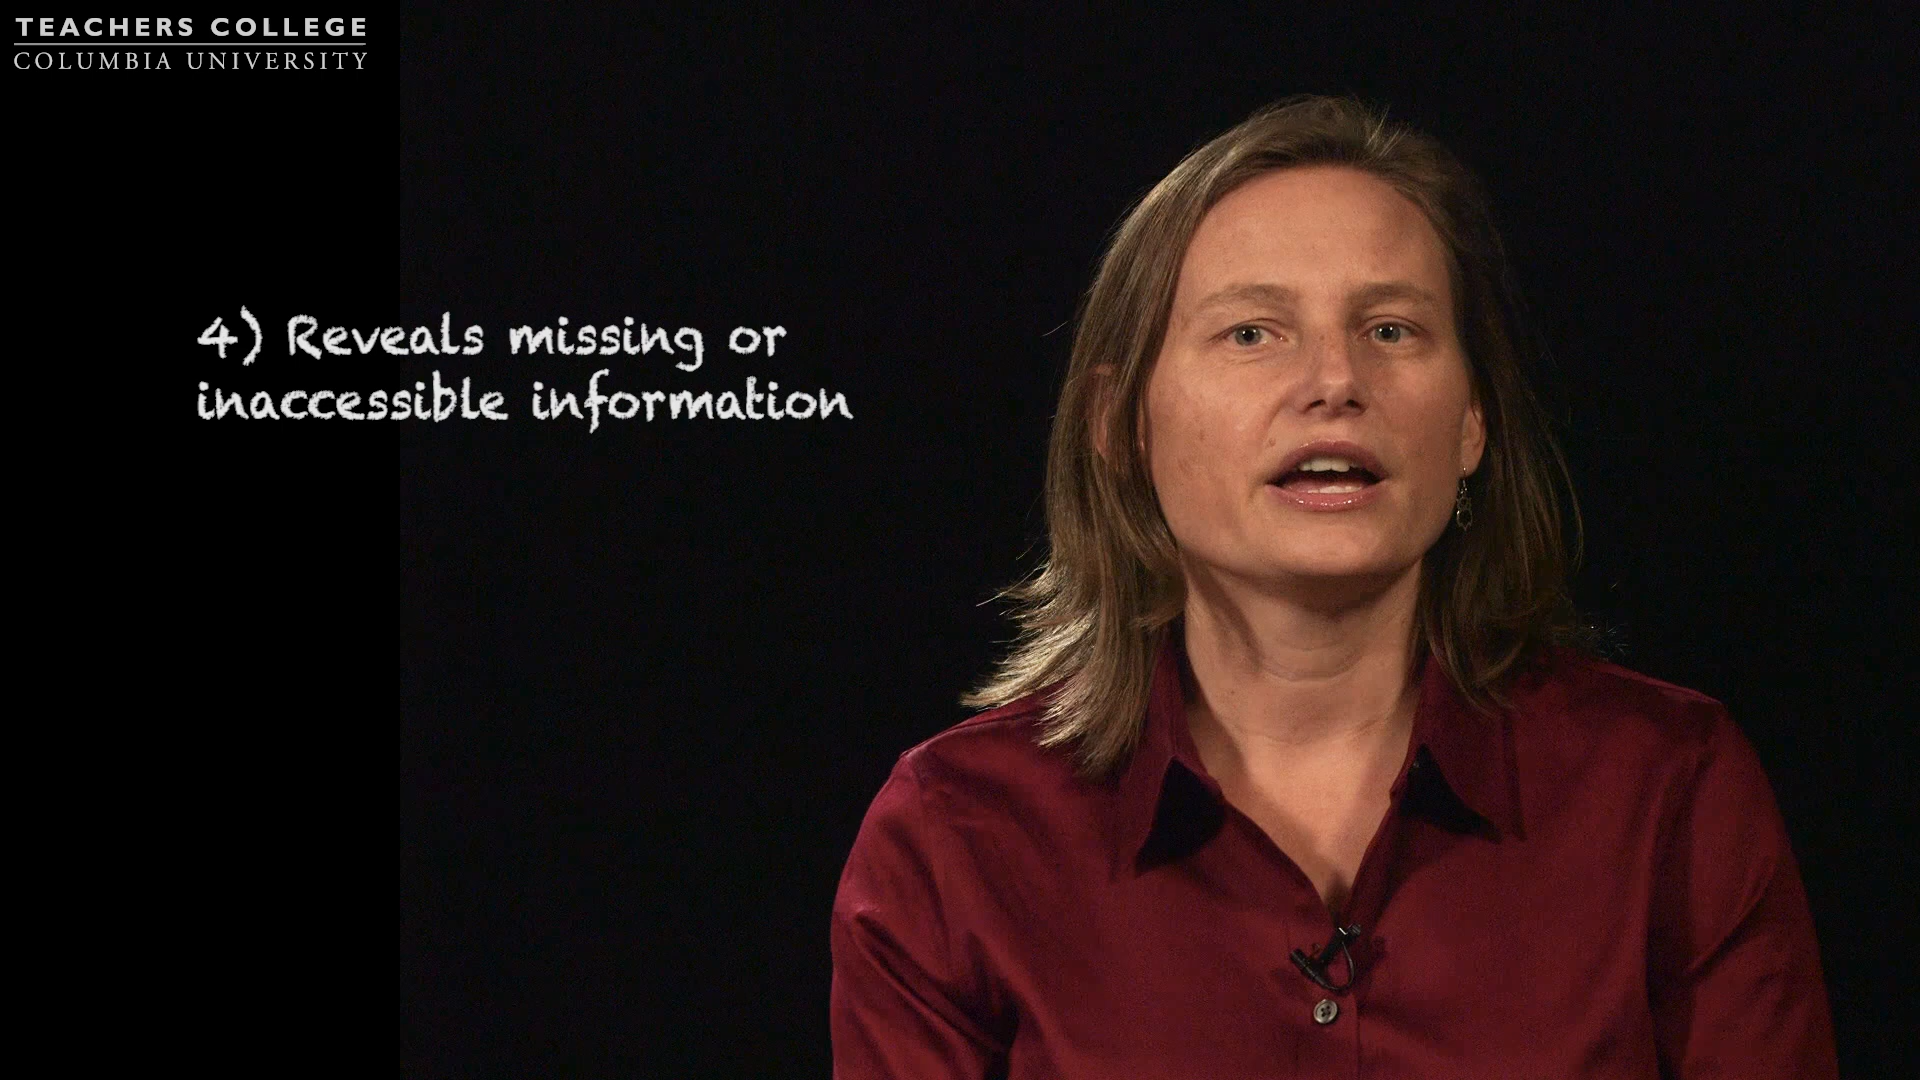 TEACHERS COLLEGE
COLUMBIA UNIVERSITY
4) Reveals missing or
inaccessible information